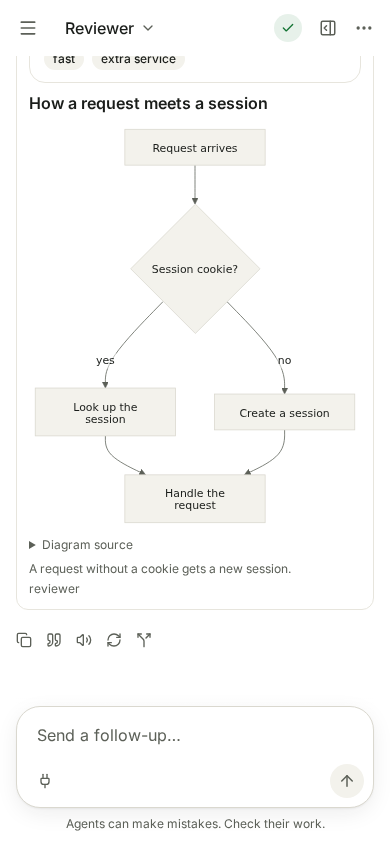 Reviewer
fast
extra service
How a request meets a session
Request arrives
Session cookie?
yes
no
Look up the
session
Create a session
Handle the
request
Diagram source
A request without a cookie gets a new session.
reviewer
Send a follow-up...
Agents can make mistakes. Check their work.